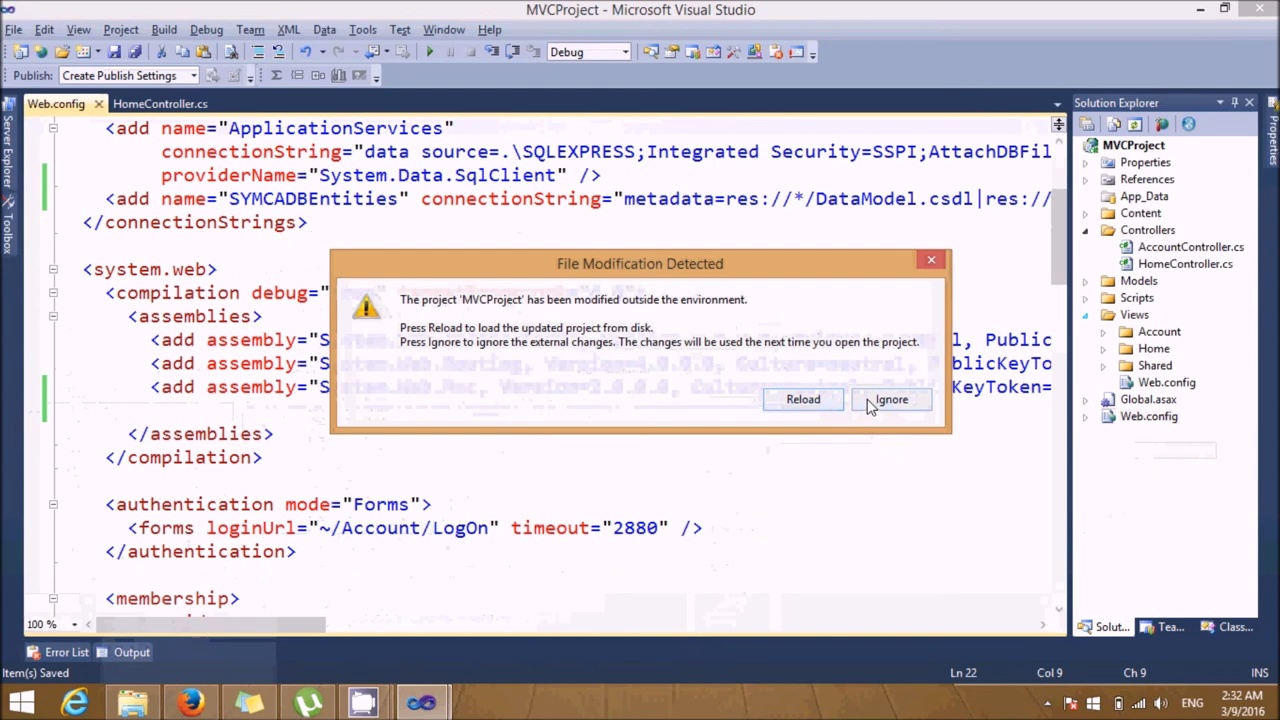 MVCProject - Microsoft Visual Studio
File Edit View Project Build Debug Team XML Data Tools Test Window Help
Debug
Publish: Create Publish Settings
Web.config HomeController.cs
Solution Explorer
Server Explorer
Toolbox
Properties
<add name="ApplicationServices"
connectionString="data source=.\SQLEXPRESS;Integrated Security=SSPI;AttachDBFil
providerName="System.Data.SqlClient" />
<add name="SYMCADBEntities" connectionString="metadata=res://*/DataModel.csdl|res://
</connectionStrings>
<system.web>
<compilation debug="
<assemblies>
<add assembly="S l, Public
<add assembly="S blicKeyTo
<add assembly="S KeyToken=
</assemblies>
</compilation>
<authentication mode="Forms">
<forms loginUrl="~/Account/LogOn" timeout="2880" />
</authentication>
<membership>
File Modification Detected
The project 'MVCProject' has been modified outside the environment.
Press Reload to load the updated project from disk.
Press Ignore to ignore the external changes. The changes will be used the next time you open the project.
Reload Ignore
MVCProject
Properties
References
App_Data
Content
Controllers
AccountController.cs
HomeController.cs
Models
Scripts
Views
Account
Home
Shared
Web.config
Global.asax
Web.config
100 %
Solut... Tea... Class...
Error List Output
Item(s) Saved Ln 22 Col 9 Ch 9 INS
ENG
2:32 AM
3/9/2016